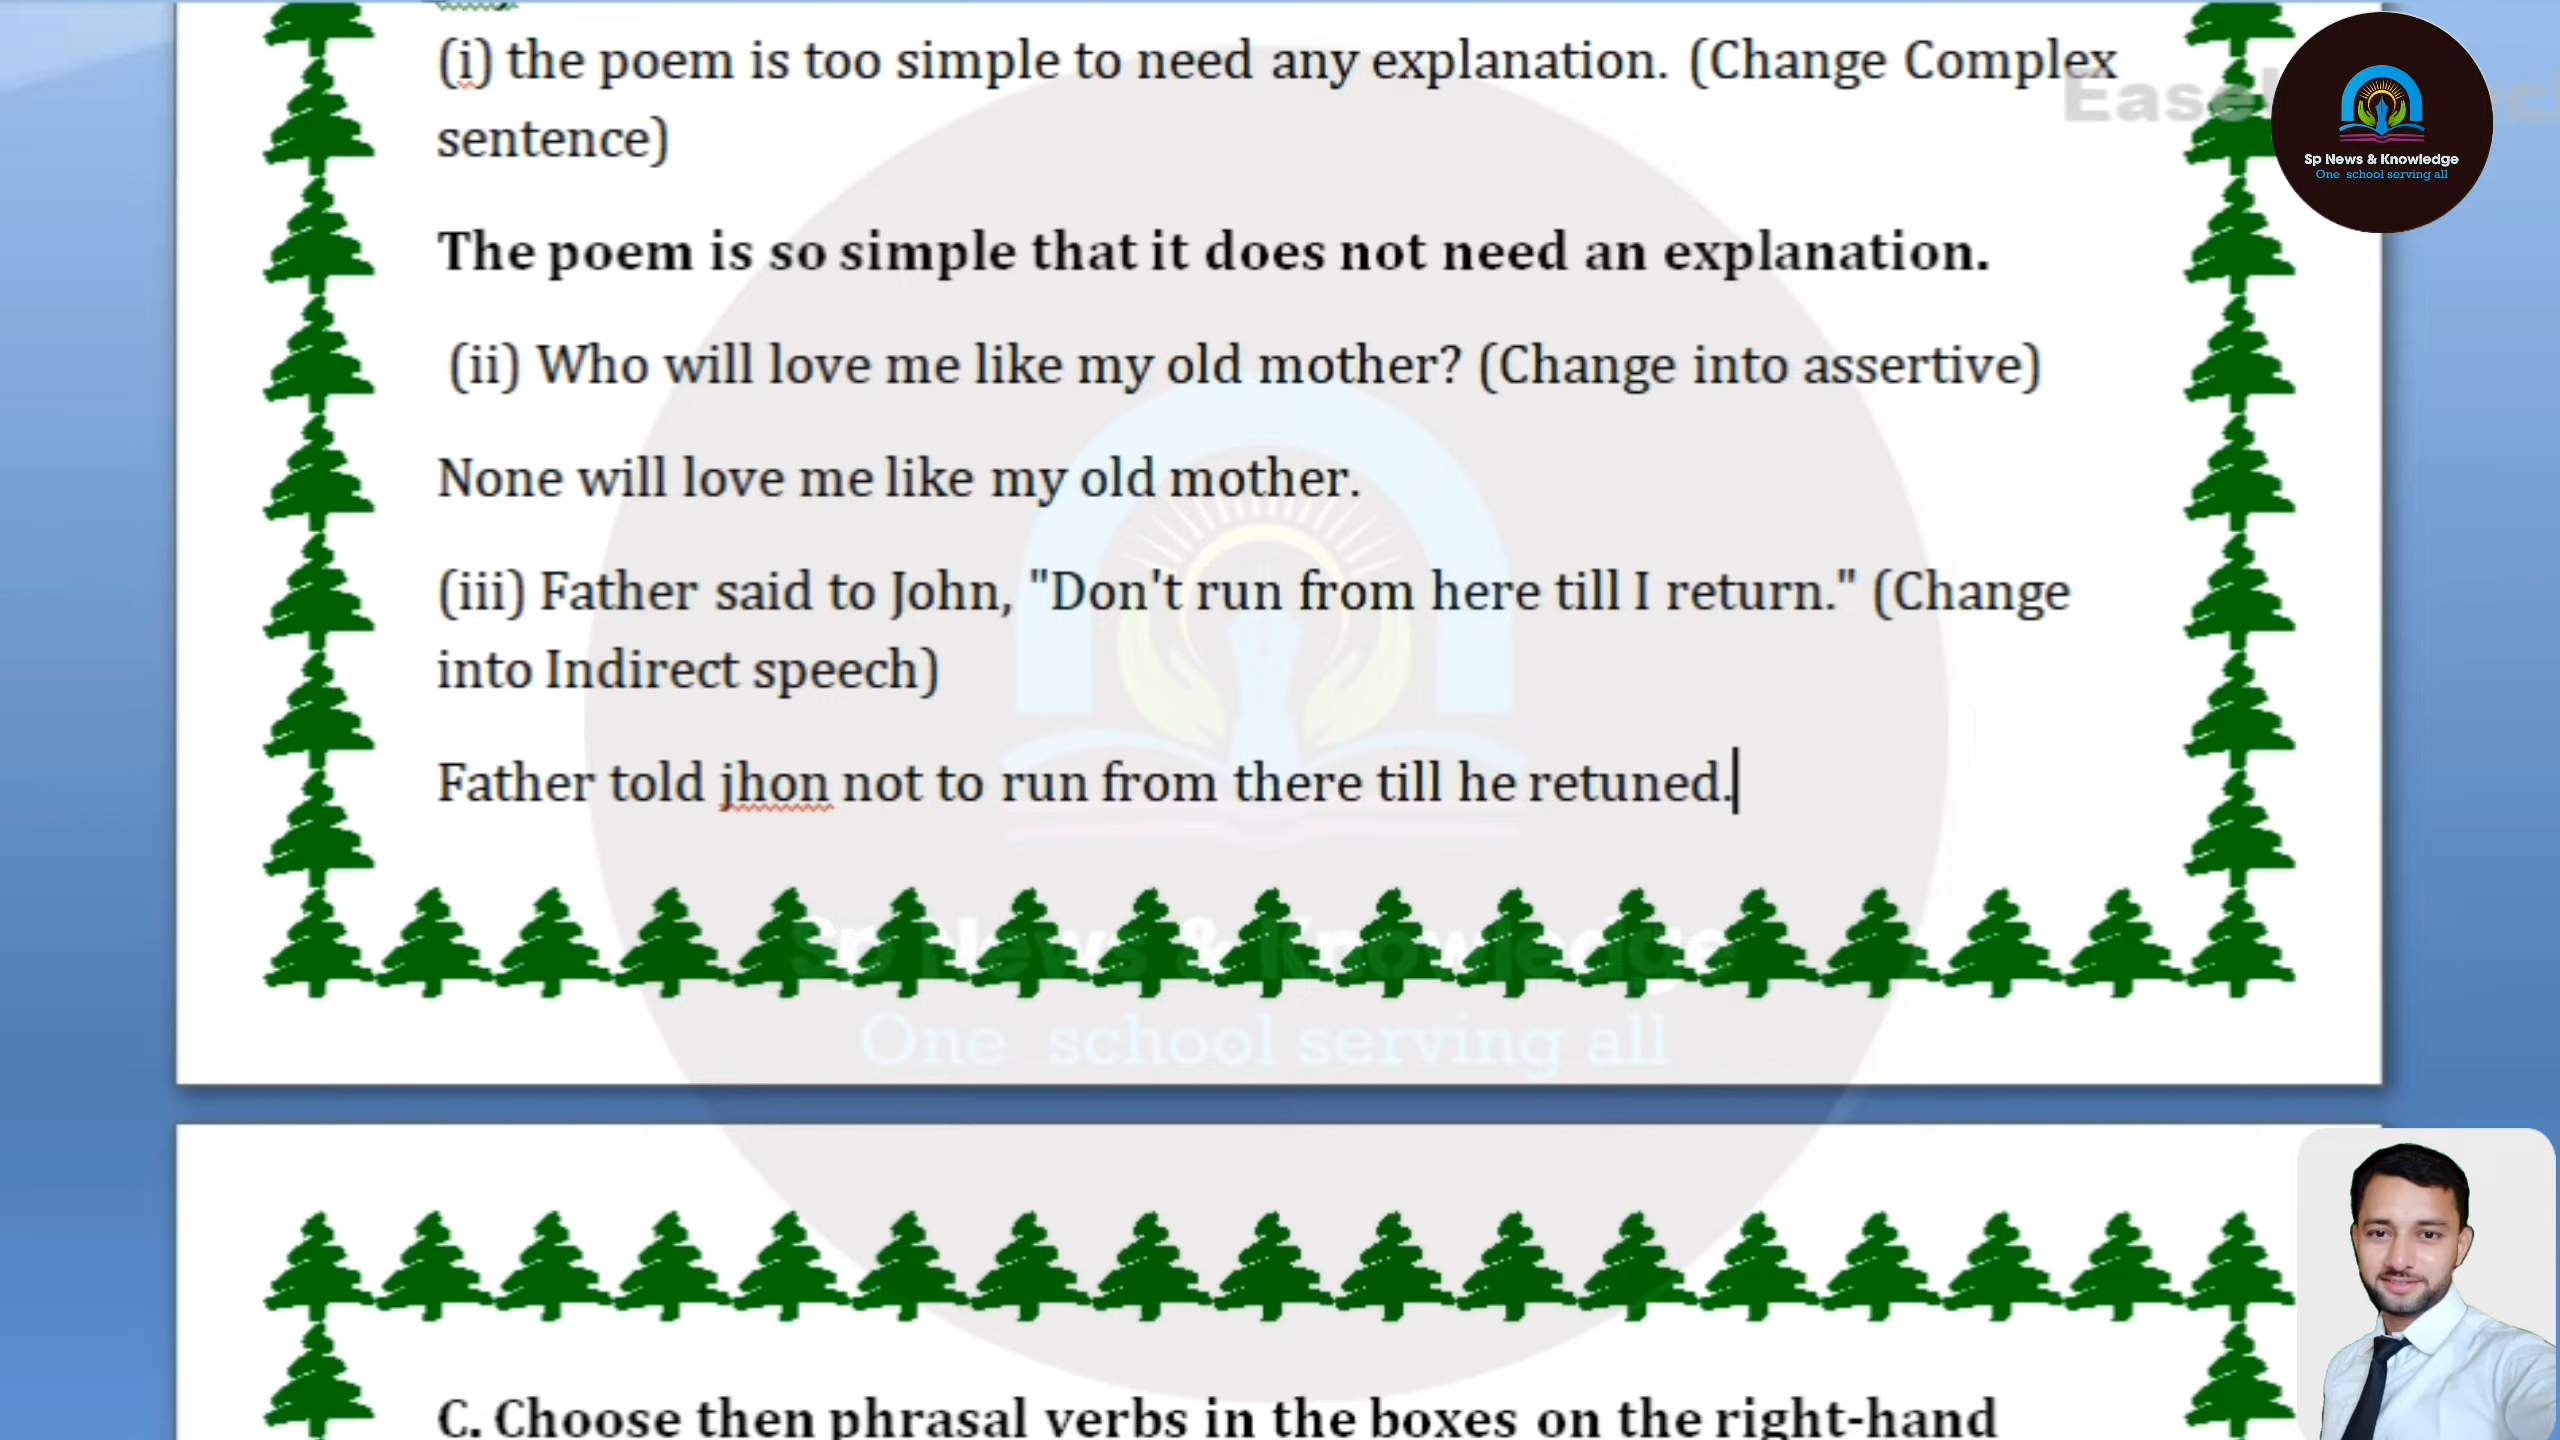 (i) the poem is too simple to need any explanation. (Change Complex
sentence)
The poem is so simple that it does not need an explanation.
(ii) Who will love me like my old mother? (Change into assertive)
None will love me like my old mother.
(iii) Father said to John, "Don't run from here till I return." (Change
into Indirect speech)
Father told jhon not to run from there till he retuned.
C. Choose then phrasal verbs in the boxes on the right-hand
Sp News & Knowledge
One school serving all
Sp News & Knowledge
One school serving all